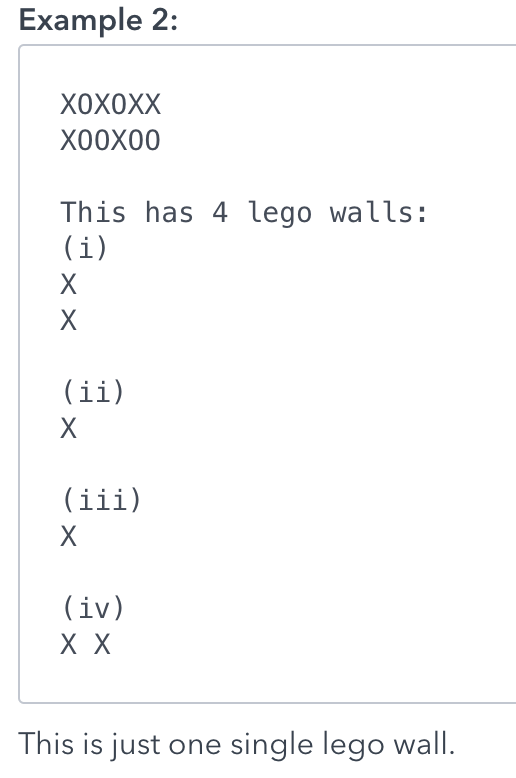 Example 2:
XOXOXX
XOOXOO
This has 4 lego walls:
(i)
X
X
(ii)
X
(iii)
X
(iv)
X X
This is just one single lego wall.